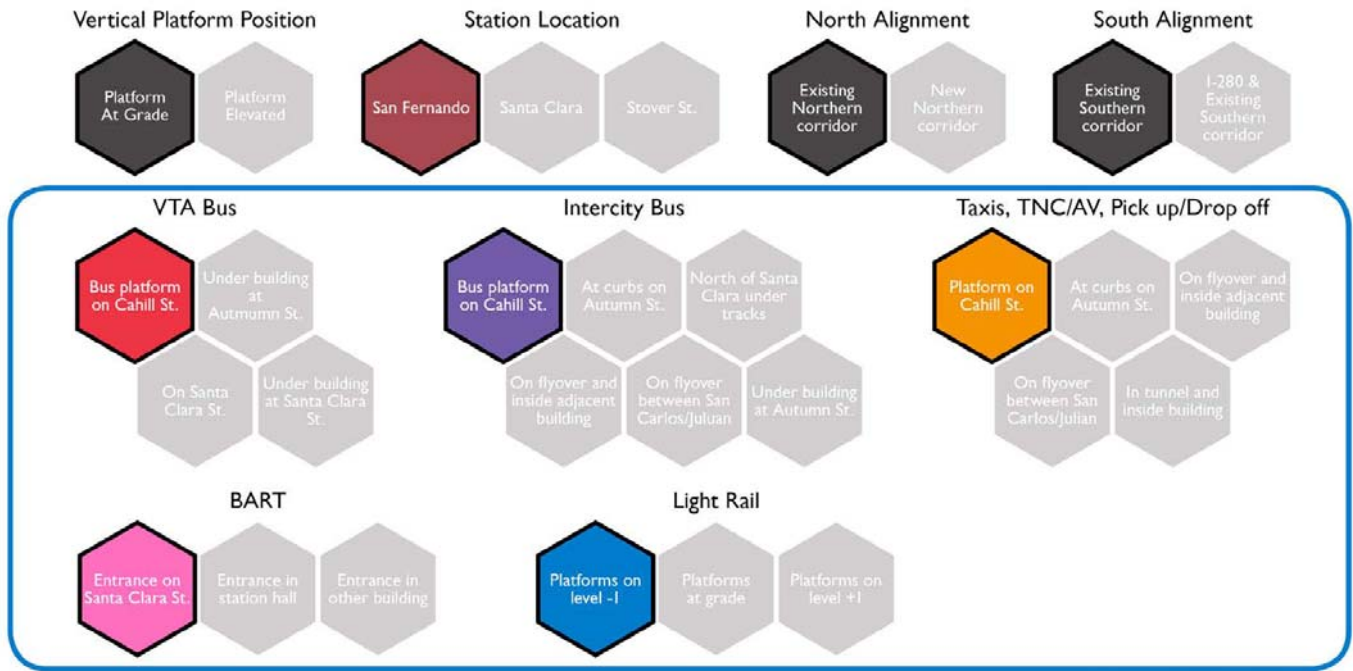 Vertical Platform Position
Station Location
North Alignment
South Alignment
Platform
At Grade
Platform
Elevated
San Fernando
Santa Clara
Stover St.
Existing
Northern
corridor
New
Northern
corridor
Existing
Southern
corridor
I-280 &
Existing
Southern
corridor
VTA Bus
Intercity Bus
Taxis, TNC/AV, Pick up/Drop off
Bus platform
on Cahill St.
Under building
at
Autmumn St.
On Santa
Clara St.
Under building
at Santa Clara
St.
Bus platform
on Cahill St.
At curbs on
Autumn St.
North of Santa
Clara under
tracks
On flyover and
inside adjacent
building
On flyover
between San
Carlos/Juluan
Under building
at Autumn St.
Platform on
Cahill St.
At curbs on
Autumn St.
On flyover and
inside adjacent
building
On flyover
between San
Carlos/Julian
In tunnel and
inside building
BART
Light Rail
Entrance on
Santa Clara St.
Entrance in
station hall
Entrance in
other building
Platforms on
level -1
Platforms
at grade
Platforms on
level +1